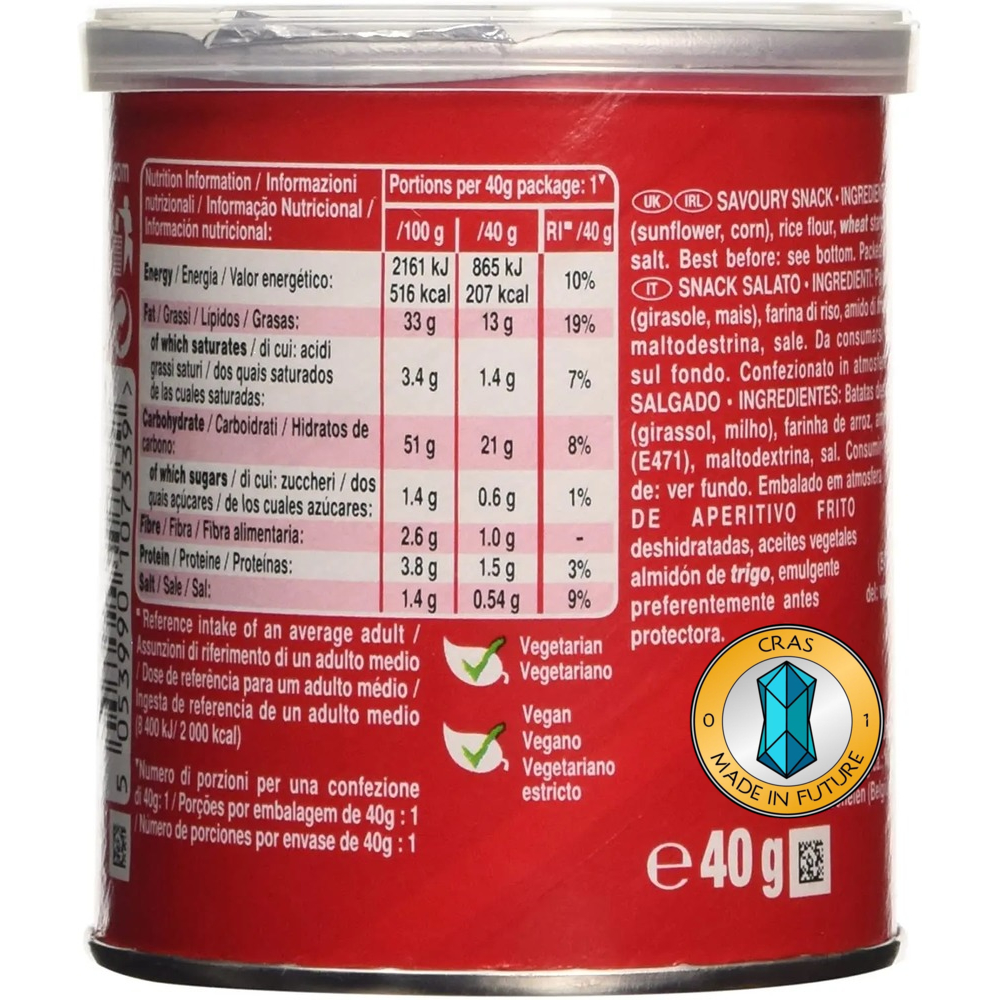 Nutrition Information / Informazioni
nutrizionali / Informação Nutricional /
Información nutricional:
Portions per 40g package: 1▼
/100 g /40 g RI /40 g
Energy / Energia / Valor energético:
2161 kJ 865 kJ
516 kcal 207 kcal
10%
Fat / Grassi / Lípidos / Grasas:
33 g 13 g 19%
of which saturates / di cui: acidi
grassi saturi / dos quais saturados
de las cuales saturadas:
3.4 g 1.4 g 7%
Carbohydrate / Carboidrati / Hidratos de
carbono:
51 g 21 g 8%
of which sugars / di cui: zuccheri / dos
quais açúcares / de los cuales azúcares:
1.4 g 0.6 g 1%
Fibre / Fibra / Fibra alimentaria:
2.6 g 1.0 g -
Protein / Proteine / Proteínas:
3.8 g 1.5 g 3%
Salt / Sale / Sal:
1.4 g 0.54 g 9%
Reference intake of an average adult /
Assunzioni di riferimento di un adulto medio
/ Dose de referência para um adulto médio /
Ingesta de referencia de un adulto medio
(8 400 kJ/ 2 000 kcal)
▼Numero di porzioni per una confezione
di 40g: 1 / Porções por embalagem de 40g : 1
/ Número de porciones por envase de 40g : 1
Vegetarian
Vegetariano
Vegan
Vegano
Vegetariano
estricto
UK IRL SAVOURY SNACK • 
(sunflower, corn), rice flour, wheat
salt. Best before: see bottom.
IT SNACK SALATO • INGREDIENTI:
(girasole, mais), farina di riso, amido di
maltodestrina, sale. Da
sul fondo. Confezionato in
SALGADO • INGREDIENTES: Batatas
(girassol, milho), farinha de arroz,
(E471), maltodextrina, sal.
de: ver fundo. Embalado em atmosfera
DE APERITIVO FRITO
deshidratadas, aceites vegetales
almidón de trigo,
preferentemente antes
protectora.
CRAS
0 1
MADE IN FUTURE
e 40 g